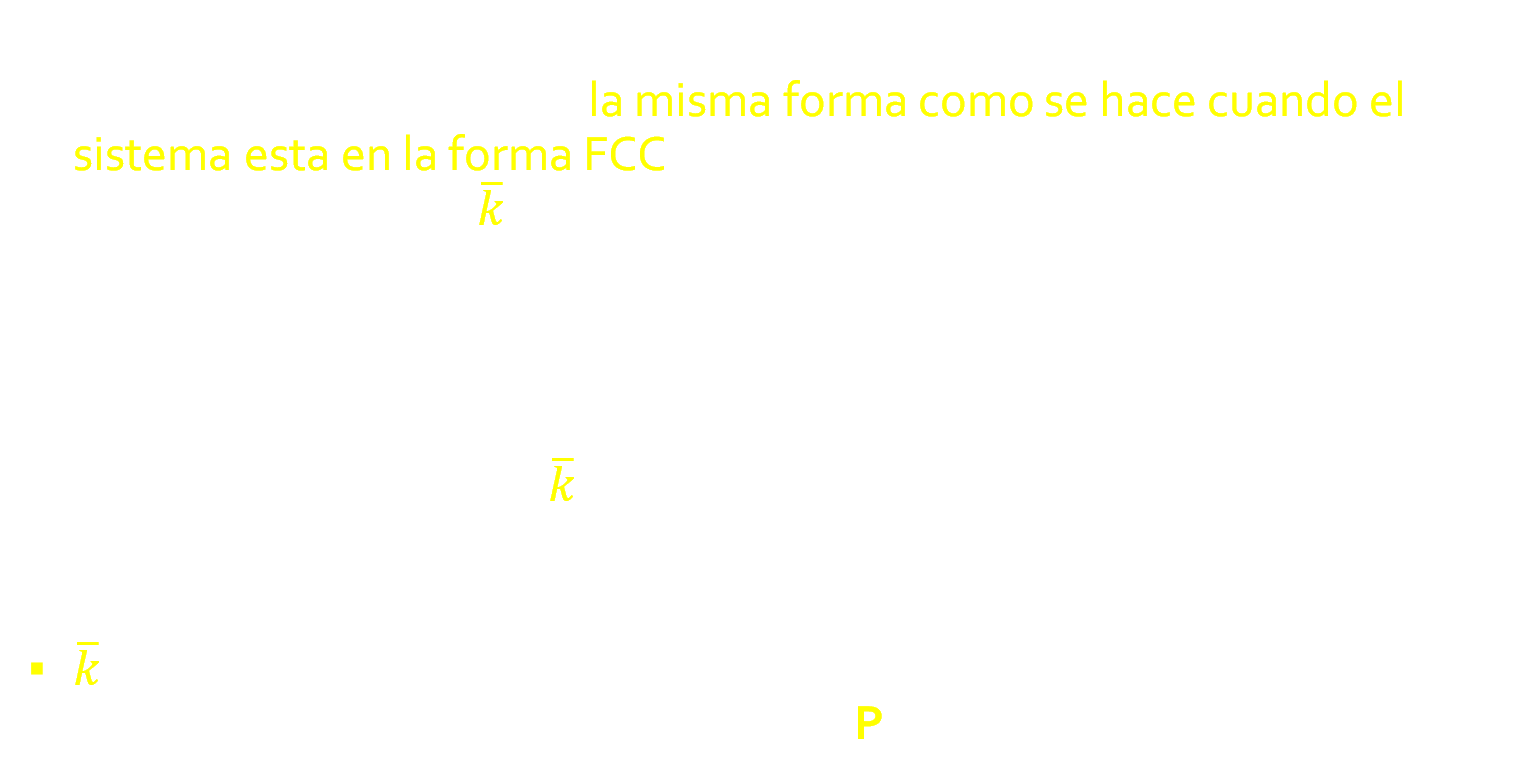 la misma forma como se hace cuando el
sistema esta en la forma FCC
k̅
k̅
▪ k̅
P